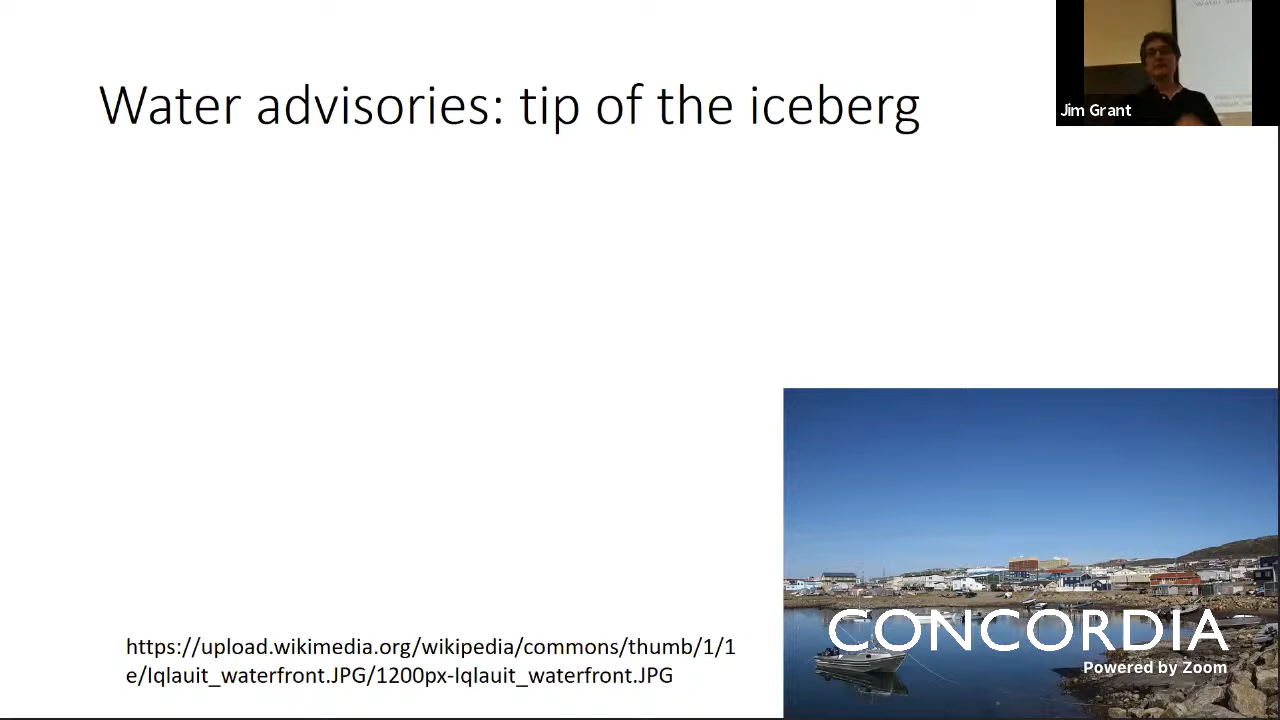 Water advisories: tip of the iceberg
Jim Grant
https://upload.wikimedia.org/wikipedia/commons/thumb/1/1
e/Iqlauit_waterfront.JPG/1200px-Iqlauit_waterfront.JPG
CONCORDIA
Powered by Zoom